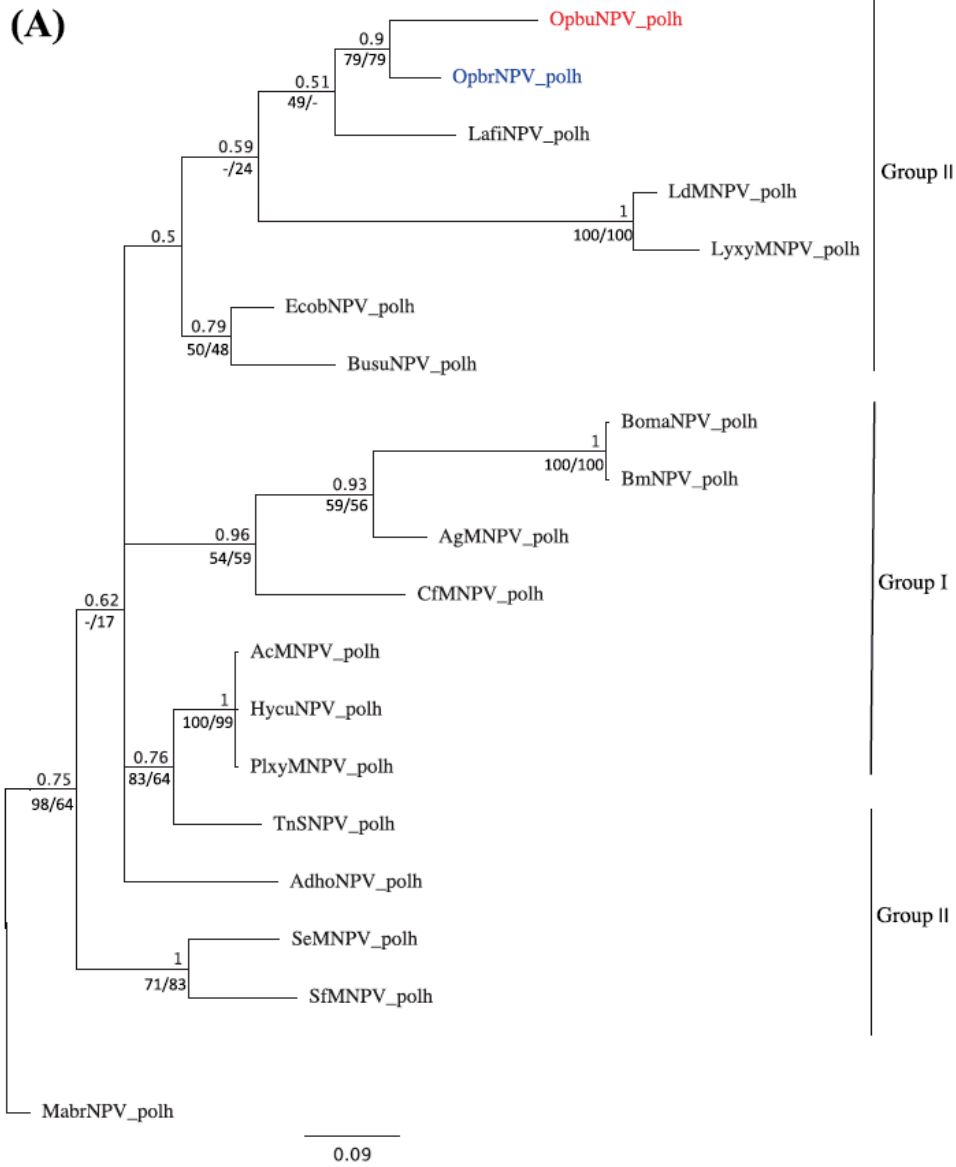 (A)
OpbuNPV_polh
0.9
79/79
OpbrNPV_polh
0.51
49/-
LafiNPV_polh
0.59
-/24
Group II
LdMNPV_polh
1
100/100
LyxyMNPV_polh
0.5
EcobNPV_polh
0.79
50/48
BusuNPV_polh
BomaNPV_polh
1
100/100
BmNPV_polh
0.93
59/56
AgMNPV_polh
0.96
54/59
Group I
CfMNPV_polh
0.62
-/17
AcMNPV_polh
1
100/99
HycuNPV_polh
0.76
83/64
PlxyMNPV_polh
0.75
98/64
TnSNPV_polh
AdhoNPV_polh
Group II
SeMNPV_polh
1
71/83
SfMNPV_polh
MabrNPV_polh
0.09